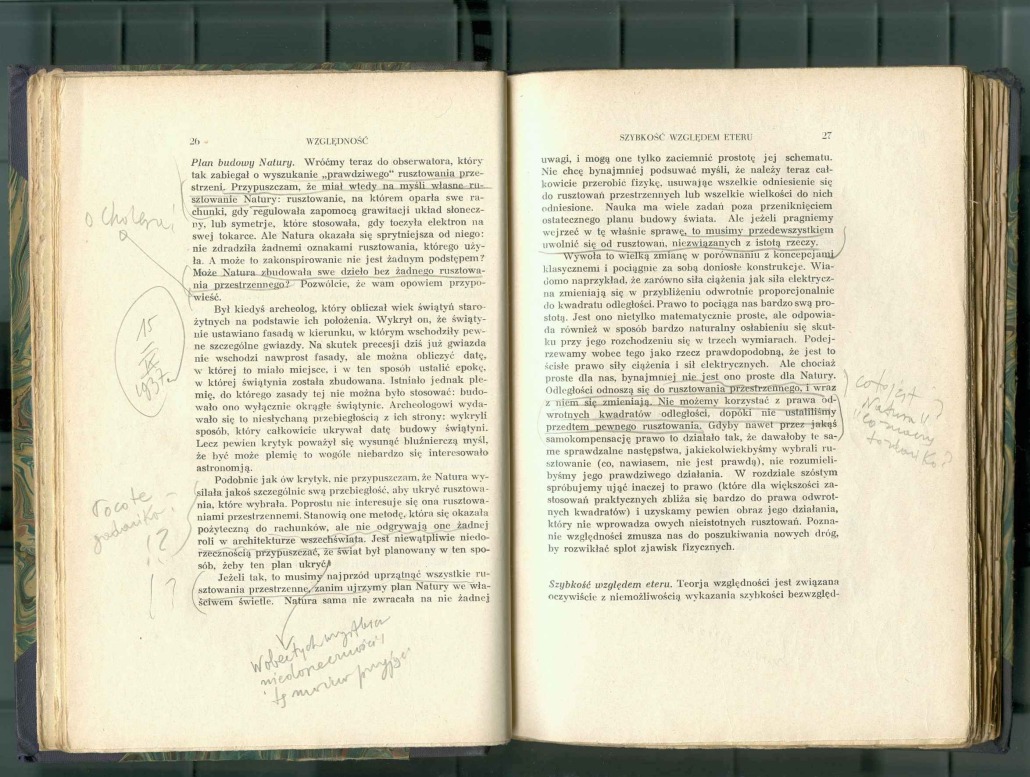 26
WZGLĘDNOŚĆ
Plan budowy Natury. Wróćmy teraz do obserwatora, który
tak zabiegał o wyszukanie „prawdziwego” rusztowania prze-
strzeni. Przypuszczam, że miał wtedy na myśli własne ru-
sztowanie Natury: rusztowanie, na którem oparła swe ra-
chunki, gdy regulowała zapomocą grawitacji układ słonecz-
ny, lub symetrje, które stosowała, gdy toczyła elektron na
swej tokarce. Ale Natura okazała się sprytniejsza od niego:
nie zdradziła żadnemi oznakami rusztowania, którego uży-
ła. A może to zakonspirowanie nie jest żadnym podstępem?
Może Natura zbudowała swe dzieło bez żadnego rusztowa-
nia przestrzennego? Pozwólcie, że wam opowiem przypo-
wieść.
Był kiedyś archeolog, który obliczał wiek świątyń staro-
żytnych na podstawie ich położenia. Wykrył on, że świąty-
nie ustawiano fasadą w kierunku, w którym wschodziły pew-
ne szczególne gwiazdy. Na skutek precesji dziś już gwiazda
nie wschodzi nawprost fasady, ale można obliczyć datę,
w której to miało miejsce, i w ten sposób ustalić epokę,
w której świątynia została zbudowana. Istniało jednak ple-
mię, do którego zasady tej nie można było stosować: budo-
wało ono wyłącznie okrągłe świątynie. Archeologowi wyda-
wało się to niesłychaną przebiegłością z ich strony: wykryli
sposób, który całkowicie ukrywał datę budowy świątyni.
Lecz pewien krytyk poważył się wysunąć bluźnierczą myśl,
że być może plemię to wogóle niebardzo się interesowało
astronomją.
Podobnie jak ów krytyk, nie przypuszczam, że Natura wy-
silała jakoś szczególnie swą przebiegłość, aby ukryć rusztowa-
nia, które wybrała. Poprostu nie interesuje się ona rusztowa-
niami przestrzennemi. Stanowią one metodę, która się okazała
pożyteczną do rachunków, ale nie odgrywają one żadnej
roli w architekturze wszechświata. Jest niewątpliwie niedo-
rzecznością przypuszczać, że świat był planowany w ten spo-
sób, żeby ten plan ukryć.
Jeżeli tak, to musimy najprzód uprzątnąć wszystkie ru-
sztowania przestrzenne, zanim ujrzymy plan Natury we wła-
ściwem świetle. Natura sama nie zwracała na nie żadnej
o Cholera!
15
IX
937 r.
Poco te
gadanie?
!?
!?
Wobec tych wszystkich
niedorzeczności!
tę można przyjąć
SZYBKOŚĆ WZGLĘDEM ETERU
27
uwagi, i mogą one tylko zaciemnić prostotę jej schematu.
Nie chcę bynajmniej podsuwać myśli, że należy teraz cał-
kowicie przerobić fizykę, usuwając wszelkie odniesienie się
do rusztowań przestrzennych lub wszelkie wielkości do nich
odniesione. Nauka ma wiele zadań poza przeniknięciem
ostatecznego planu budowy świata. Ale jeżeli pragniemy
wejrzeć w tę właśnie sprawę, to musimy przedewszystkiem
uwolnić się od rusztowań, niezwiązanych z istotą rzeczy.
Wywoła to wielką zmianę w porównaniu z koncepcjami
klasycznemi i pociągnie za sobą doniosłe konstrukcje. Wia-
domo naprzykład, że zarówno siła ciążenia jak siła elektrycz-
na zmieniają się w przybliżeniu odwrotnie proporcjonalnie
do kwadratu odległości. Prawo to pociąga nas bardzo swą pro-
stotą. Jest ono nietylko matematycznie proste, ale odpowia-
da również w sposób bardzo naturalny osłabieniu się skut-
ku przy jego rozchodzeniu się w trzech wymiarach. Podej-
rzewamy wobec tego jako rzecz prawdopodobną, że jest to
ścisłe prawo siły ciążenia i sił elektrycznych. Ale chociaż
proste dla nas, bynajmniej nie jest ono proste dla Natury.
Odległości odnoszą się do rusztowania przestrzennego, i wraz
z niem się zmieniają. Nie możemy korzystać z prawa od-
wrotnych kwadratów odległości, dopóki nie ustaliliśmy
przedtem pewnego rusztowania. Gdyby nawet przez jakąś
samokompensację prawo to działało tak, że dawałoby te sa-
me sprawdzalne następstwa, jakiekolwiekbyśmy wybrali ru-
sztowanie (co, nawiasem, nie jest prawdą), nie rozumieli-
byśmy jego prawdziwego działania. W rozdziale szóstym
spróbujemy ująć inaczej to prawo (które dla większości za-
stosowań praktycznych zbliża się bardzo do prawa odwrot-
nych kwadratów) i uzyskamy pewien obraz jego działania,
który nie wprowadza owych nieistotnych rusztowań. Pozna-
nie względności zmusza nas do poszukiwania nowych dróg,
by rozwikłać splot zjawisk fizycznych.
Szybkość względem eteru. Teorja względności jest związana
oczywiście z niemożliwością wykazania szybkości bezwzględ-
co to jest
„Natura”?
„Co znaczy